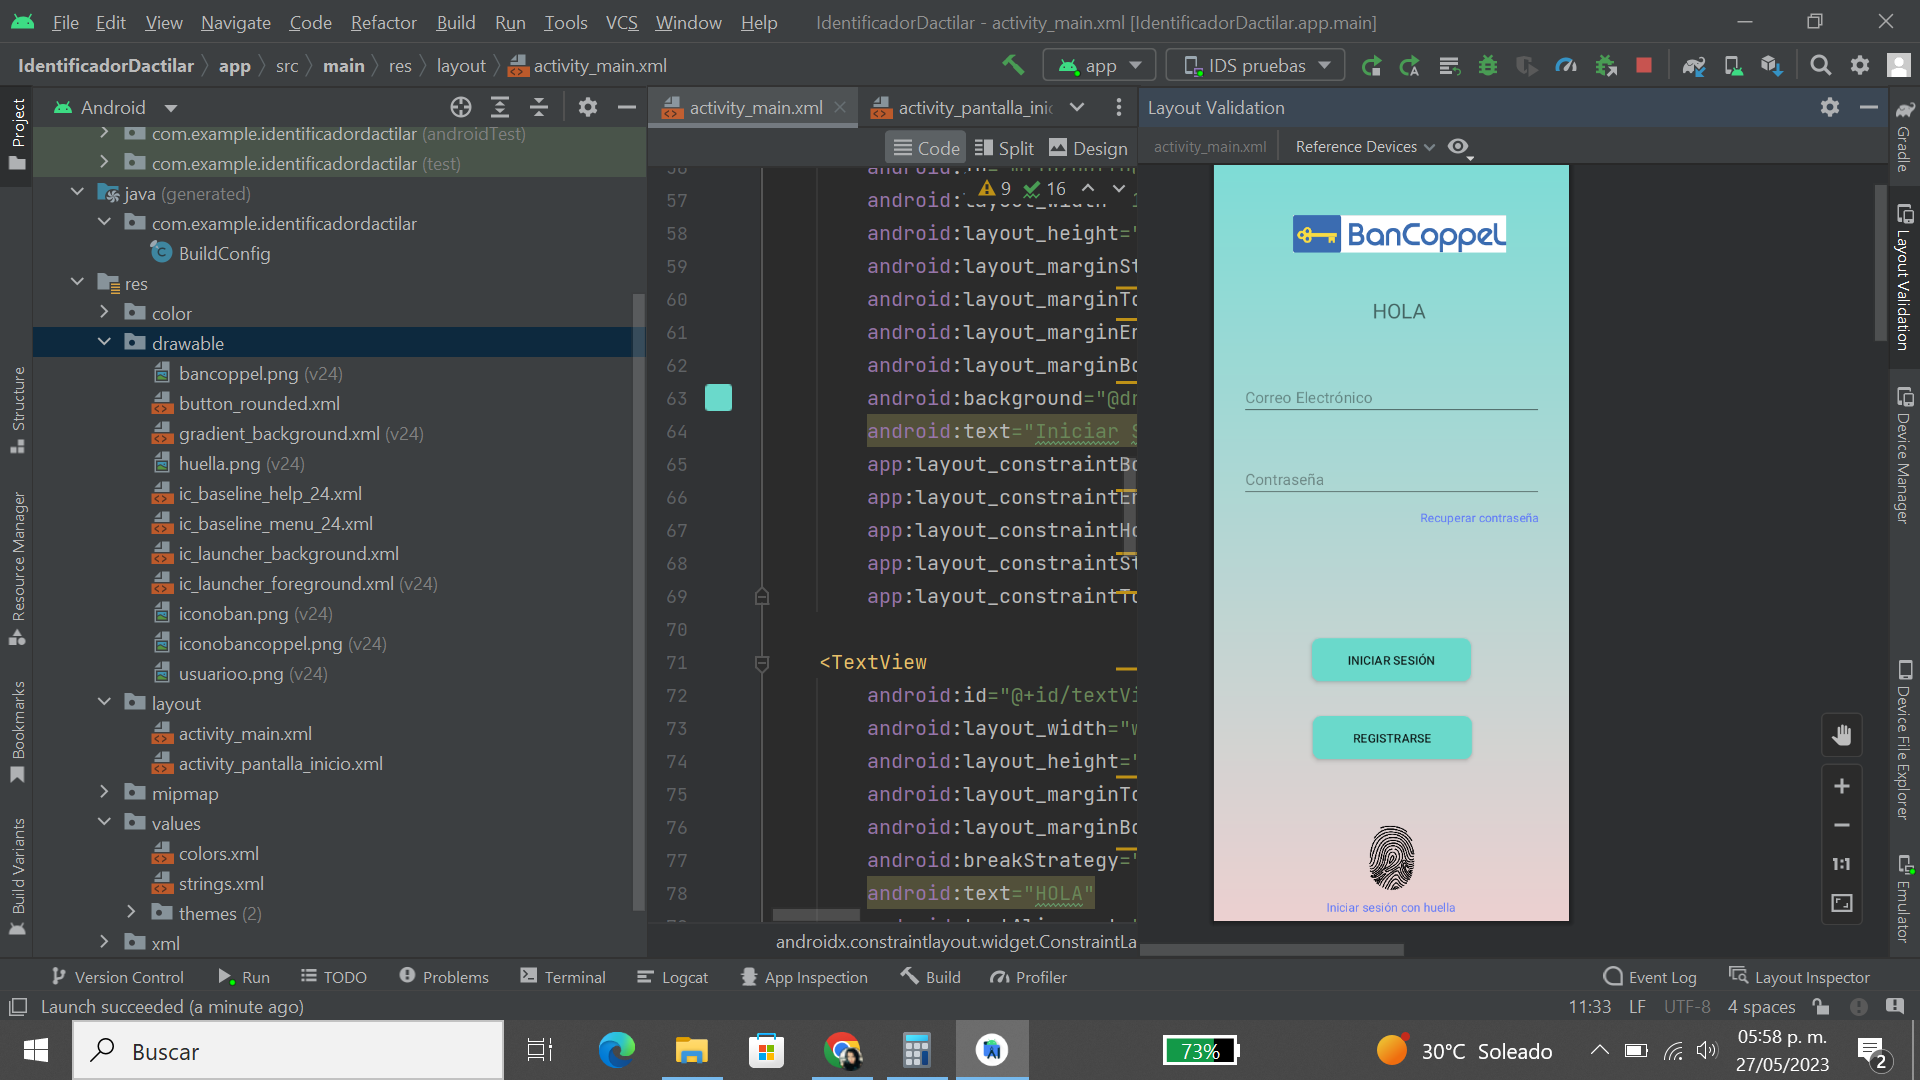 File Edit View Navigate Code Refactor Build Run Tools VCS Window Help IdentificadorDactilar - activity_main.xml [IdentificadorDactilar.app.main]
IdentificadorDactilar app src main res layout activity_main.xml app IDS pruebas
Project
Structure
Resource Manager
Bookmarks
Build Variants
Android
com.example.identificadordactilar (androidTest)
com.example.identificadordactilar (test)
java (generated)
com.example.identificadordactilar
BuildConfig
res
color
drawable
bancoppel.png (v24)
button_rounded.xml
gradient_background.xml (v24)
huella.png (v24)
ic_baseline_help_24.xml
ic_baseline_menu_24.xml
ic_launcher_background.xml
ic_launcher_foreground.xml (v24)
iconoban.png (v24)
iconobancoppel.png (v24)
usuarioo.png (v24)
layout
activity_main.xml
activity_pantalla_inicio.xml
mipmap
values
colors.xml
strings.xml
themes (2)
xml
activity_main.xml activity_pantalla_inic
Code Split Design
9 16
57 android:layout_width
58 android:layout_height="
59 android:layout_marginSt
60 android:layout_marginTo
61 android:layout_marginEn
62 android:layout_marginBo
63 android:background="@dr
64 android:text="Iniciar S
65 app:layout_constraintBo
66 app:layout_constraintEn
67 app:layout_constraintHo
68 app:layout_constraintSt
69 app:layout_constraintTo
70
71 <TextView
72 android:id="@+id/textVi
73 android:layout_width="w
74 android:layout_height="
75 android:layout_marginTo
76 android:layout_marginBo
77 android:breakStrategy="
78 android:text="HOLA"
androidx.constraintlayout.widget.ConstraintLa
Layout Validation
activity_main.xml Reference Devices
BanCoppel
HOLA
Correo Electrónico
Contraseña
Recuperar contraseña
INICIAR SESIÓN
REGISTRARSE
Iniciar sesión con huella
1:1
Gradle
Layout Validation
Device Manager
Device File Explorer
Emulator
Version Control Run TODO Problems Terminal Logcat App Inspection Build Profiler Event Log Layout Inspector
Launch succeeded (a minute ago) 11:33 LF UTF-8 4 spaces
Buscar 73% 30°C Soleado 05:58 p. m.
27/05/2023
2